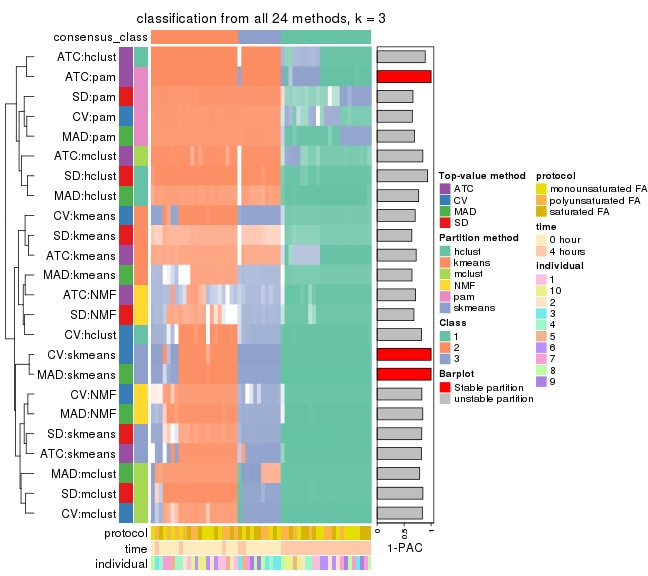 classification from all 24 methods, k = 3
consensus_class
ATC:hclust
ATC:pam
SD:pam
CV:pam
MAD:pam
ATC:mclust
SD:hclust
MAD:hclust
CV:kmeans
SD:kmeans
ATC:kmeans
MAD:kmeans
ATC:NMF
SD:NMF
CV:hclust
CV:skmeans
MAD:skmeans
CV:NMF
MAD:NMF
SD:skmeans
ATC:skmeans
MAD:mclust
SD:mclust
CV:mclust
protocol
time
individual
0 0.5 1
1-PAC
Top-value method
ATC
CV
MAD
SD
Partition method
hclust
kmeans
mclust
NMF
pam
skmeans
Class
1
2
3
Barplot
Stable partition
unstable partition
protocol
monounsaturated FA
polyunsaturated FA
saturated FA
time
0 hour
4 hours
individual
1
10
2
3
4
5
6
7
8
9